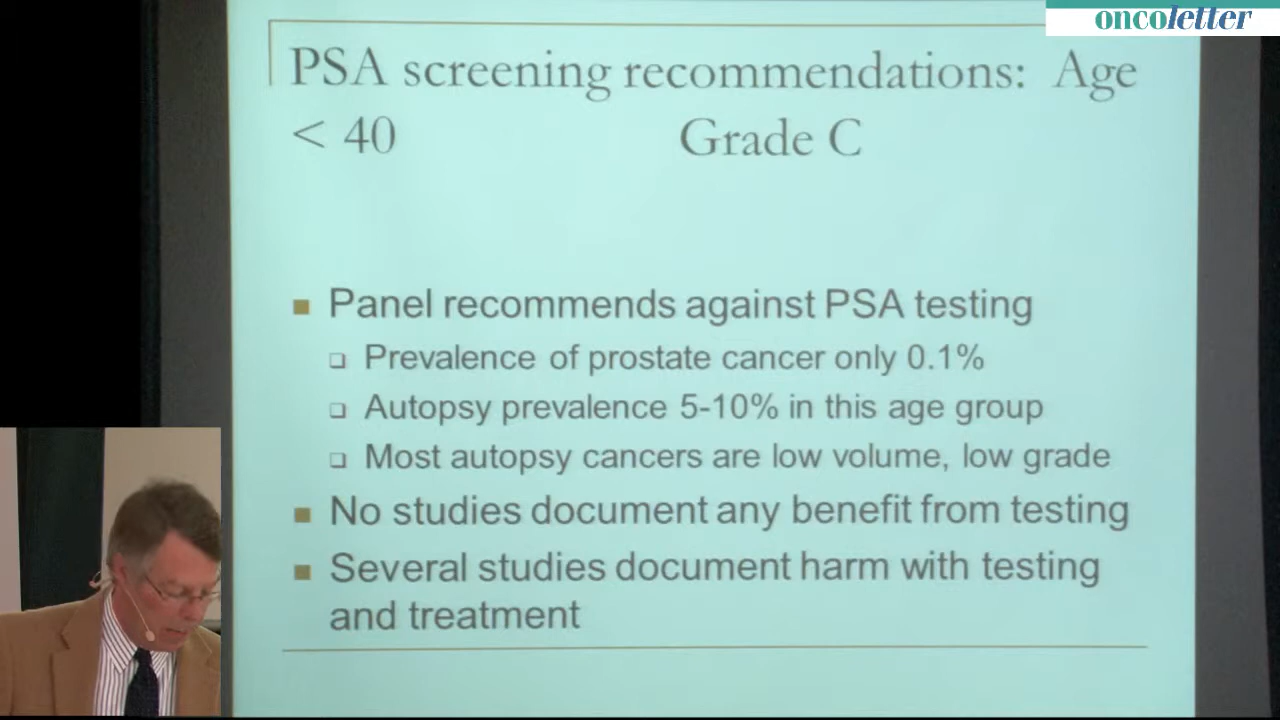 oncoletter
PSA screening recommendations: Age
< 40 Grade C
Panel recommends against PSA testing
Prevalence of prostate cancer only 0.1%
Autopsy prevalence 5-10% in this age group
Most autopsy cancers are low volume, low grade
No studies document any benefit from testing
Several studies document harm with testing
and treatment